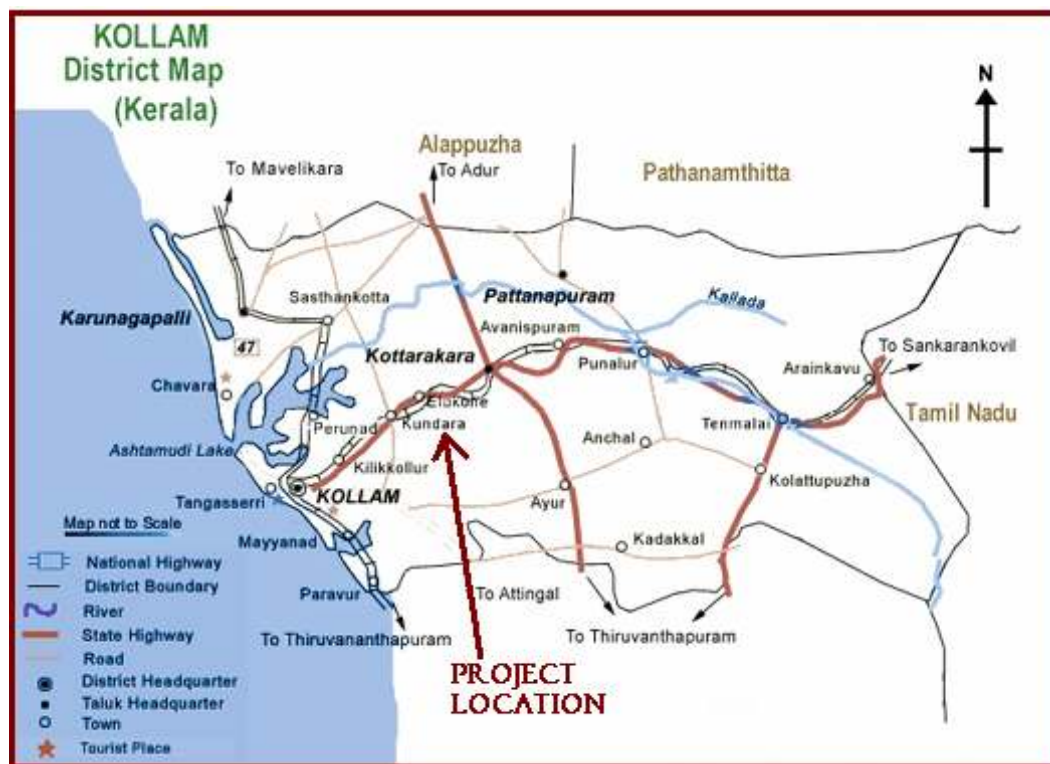 KOLLAM
District Map
(Kerala)
N
Alappuzha
To Mavelikara
To Adur
Pathanamthitta
Sasthankotta
Pattanapuram
Kallada
Karunagapalli
Avanispuram
47
Kottarakara
Punalur
To Sankarankovil
Arainkavu
Chavara
Elukone
Perunad
Kundara
Tenmalai
Tamil Nadu
Anchal
Ashtamudi Lake
Kilikkollur
Kolattupuzha
KOLLAM
Tangasserri
Ayur
Map not to Scale
Mayyanad
Kadakkal
National Highway
District Boundary
Paravur
To Attingal
River
State Highway
To Thiruvananthapuram
To Thiruvanthapuram
Road
PROJECT
LOCATION
District Headquarter
Taluk Headquarter
Town
Tourist Place